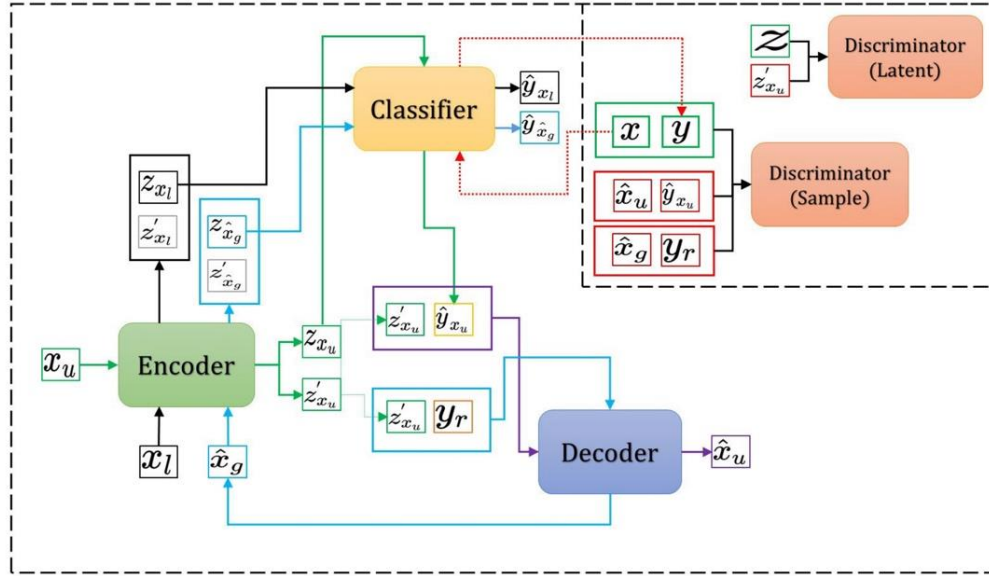 z
Discriminator
(Latent)
z'_{x_u}
Classifier
ŷ_{x_l}
ŷ_{x̂_g}
x y
Discriminator
(Sample)
x̂_u ŷ_{x_u}
x̂_g y_r
z_{x_l}
z'_{x_l}
z_{x̂_g}
z'_{x̂_g}
z'_{x_u} ŷ_{x_u}
x_u
Encoder
z_{x_u}
z'_{x_u}
z'_{x_u} y_r
Decoder
x̂_u
x_l
x̂_g